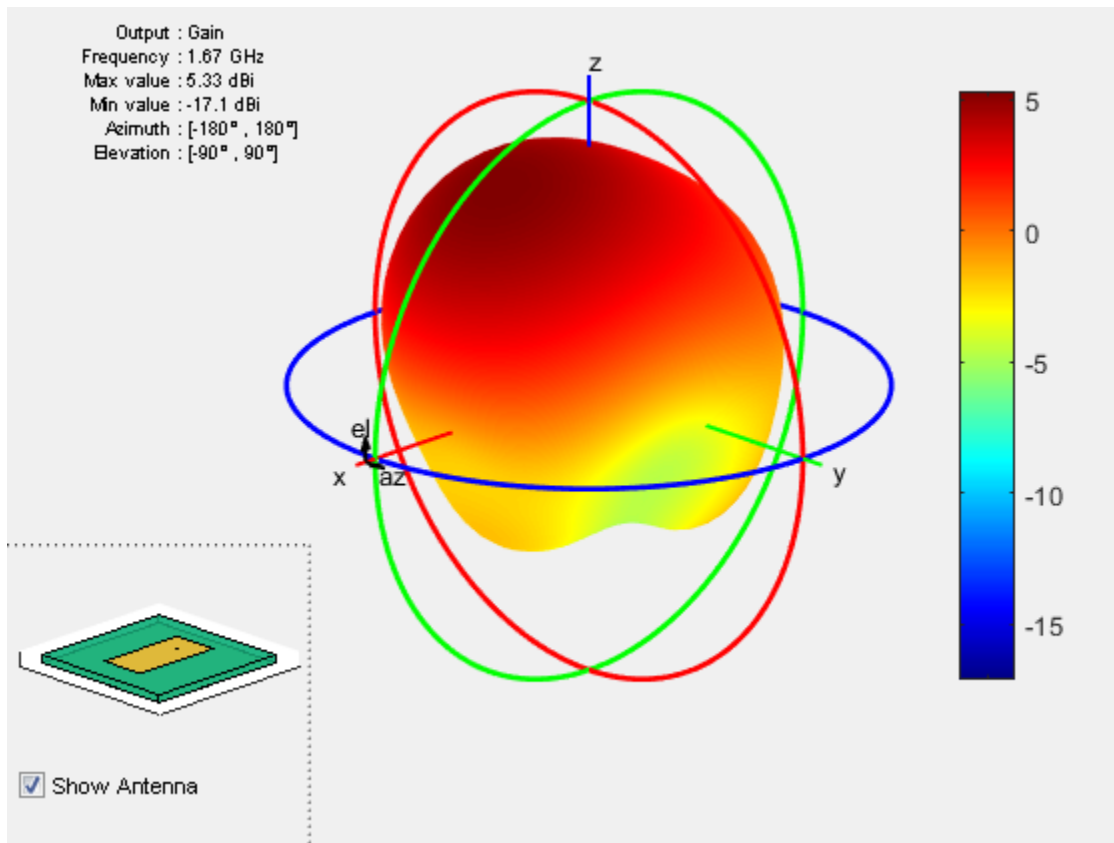 Output : Gain
Frequency : 1.67 GHz
Max value : 5.33 dBi
Min value : -17.1 dBi
Azimuth : [-180° , 180°]
Elevation : [-90° , 90°]
z
5
0
-5
-10
-15
el
x
az
y
Show Antenna